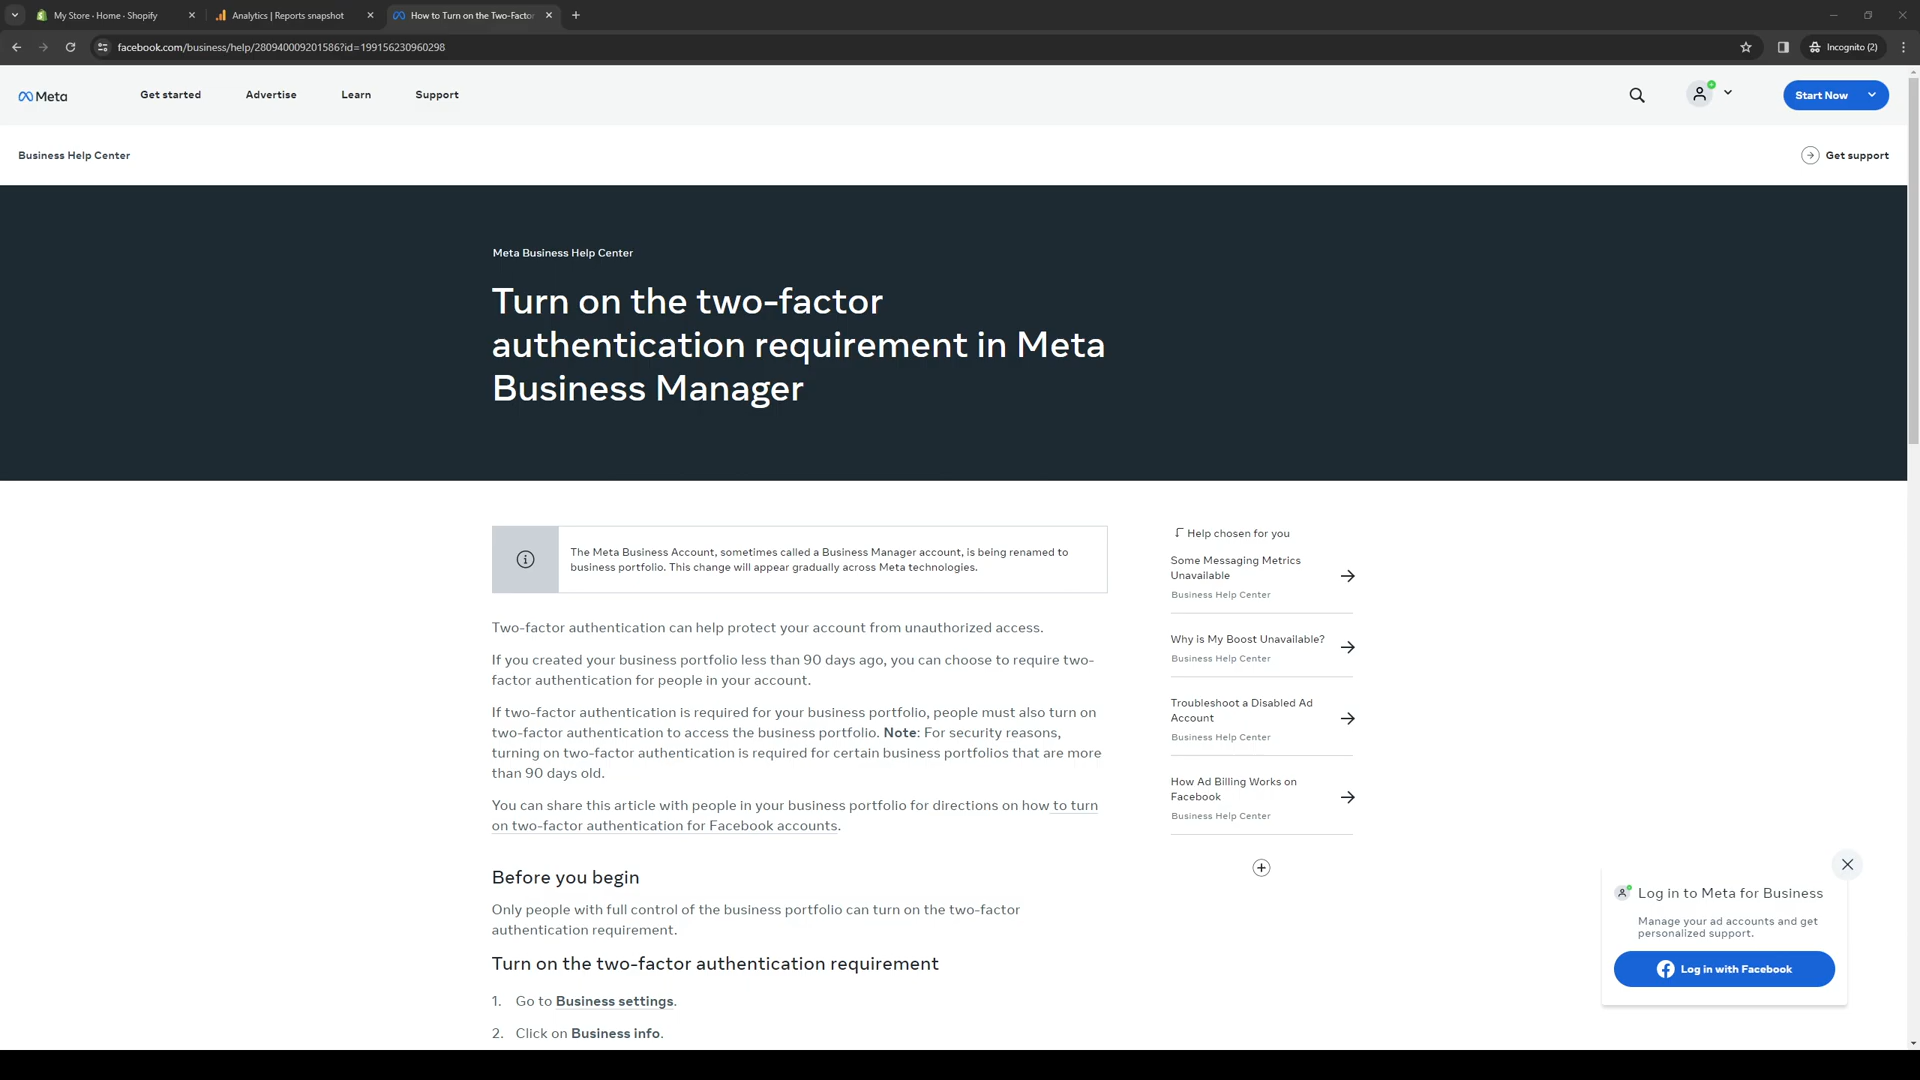 My Store · Home · Shopify
Analytics | Reports snapshot
How to Turn on the Two-Factor
facebook.com/business/help/280940009201586?id=199156230960298
Incognito (2)
Meta
Get started
Advertise
Learn
Support
Start Now
Business Help Center
Get support
Meta Business Help Center
Turn on the two-factor
authentication requirement in Meta
Business Manager
The Meta Business Account, sometimes called a Business Manager account, is being renamed to
business portfolio. This change will appear gradually across Meta technologies.
Two-factor authentication can help protect your account from unauthorized access.
If you created your business portfolio less than 90 days ago, you can choose to require two-
factor authentication for people in your account.
If two-factor authentication is required for your business portfolio, people must also turn on
two-factor authentication to access the business portfolio. Note: For security reasons,
turning on two-factor authentication is required for certain business portfolios that are more
than 90 days old.
You can share this article with people in your business portfolio for directions on how to turn
on two-factor authentication for Facebook accounts.
Before you begin
Only people with full control of the business portfolio can turn on the two-factor
authentication requirement.
Turn on the two-factor authentication requirement
1. Go to Business settings.
2. Click on Business info.
Help chosen for you
Some Messaging Metrics
Unavailable
Business Help Center
Why is My Boost Unavailable?
Business Help Center
Troubleshoot a Disabled Ad
Account
Business Help Center
How Ad Billing Works on
Facebook
Business Help Center
Log in to Meta for Business
Manage your ad accounts and get
personalized support.
Log in with Facebook